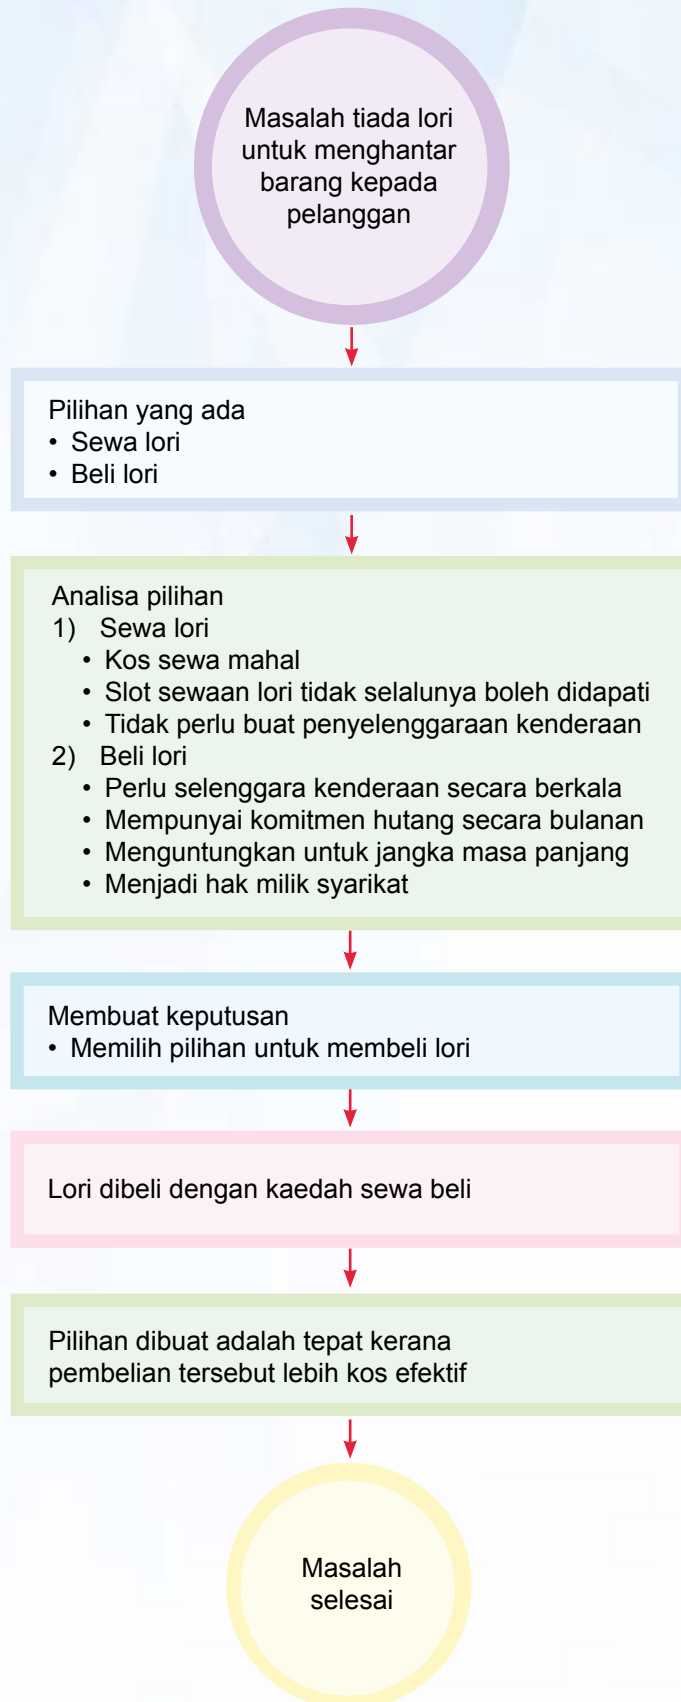 Masalah tiada lori
untuk menghantar
barang kepada
pelanggan
Pilihan yang ada
• Sewa lori
• Beli lori
Analisa pilihan
1) Sewa lori
• Kos sewa mahal
• Slot sewaan lori tidak selalunya boleh didapati
• Tidak perlu buat penyelenggaraan kenderaan
2) Beli lori
• Perlu selenggara kenderaan secara berkala
• Mempunyai komitmen hutang secara bulanan
• Menguntungkan untuk jangka masa panjang
• Menjadi hak milik syarikat
Membuat keputusan
• Memilih pilihan untuk membeli lori
Lori dibeli dengan kaedah sewa beli
Pilihan dibuat adalah tepat kerana
pembelian tersebut lebih kos efektif
Masalah
selesai